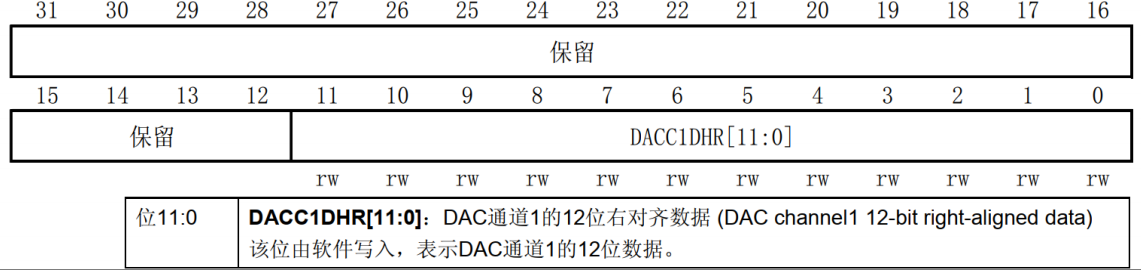 31 30 29 28 27 26 25 24 23 22 21 20 19 18 17 16
保留
15 14 13 12 11 10 9 8 7 6 5 4 3 2 1 0
保留 DACC1DHR[11:0]
rw rw rw rw rw rw rw rw rw rw rw rw
位11:0 DACC1DHR[11:0]：DAC通道1的12位右对齐数据 (DAC channel1 12-bit right-aligned data)
该位由软件写入，表示DAC通道1的12位数据。